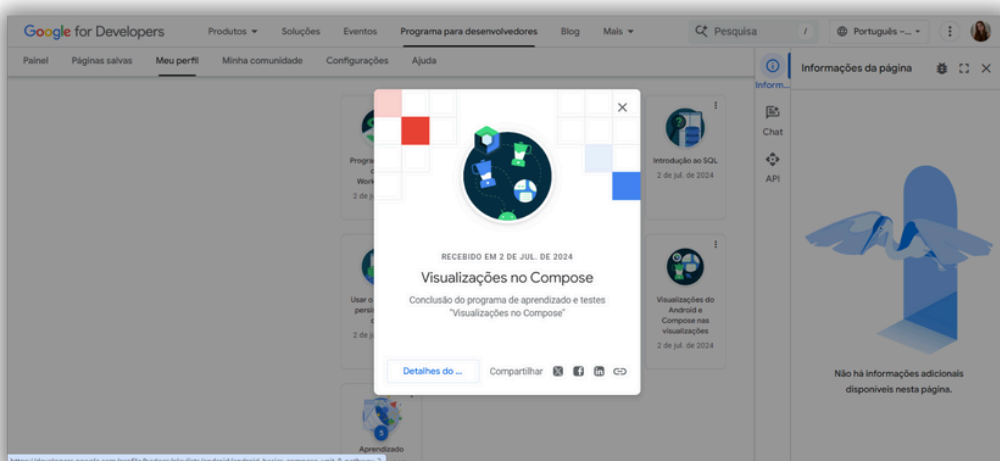 Google for Developers
Produtos
Soluções
Eventos
Programa para desenvolvedores
Blog
Mais
Pesquisa
/
Português –...
Painel
Páginas salvas
Meu perfil
Minha comunidade
Configurações
Ajuda
Inform...
Informações da página
Chat
API
Introdução ao SQL
2 de jul. de 2024
RECEBIDO EM 2 DE JUL. DE 2024
Visualizações no Compose
Conclusão do programa de aprendizado e testes
"Visualizações no Compose"
Detalhes do ...
Compartilhar
Visualizações do
Android e
Compose nas
visualizações
2 de jul. de 2024
Não há informações adicionais
disponíveis nesta página.
5
Aprendizado